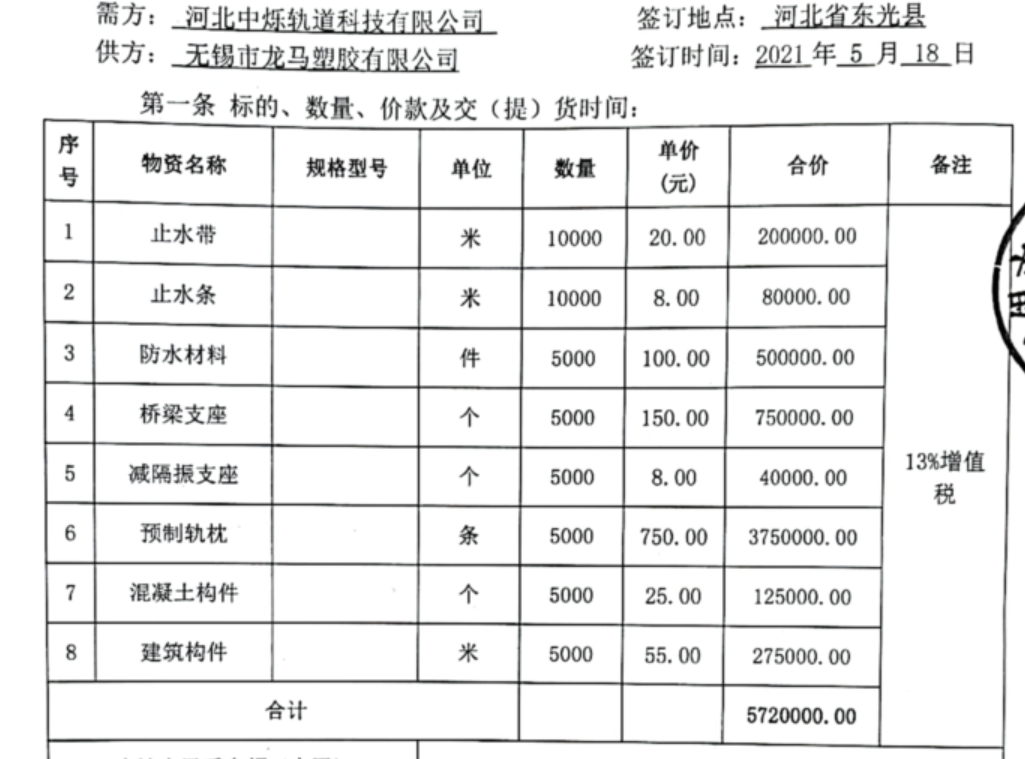 需方：河北中烁轨道科技有限公司 签订地点：河北省东光县
供方：无锡市龙马塑胶有限公司 签订时间：2021年5月18日
第一条 标的、数量、价款及交（提）货时间：
序号 物资名称 规格型号 单位 数量 单价(元) 合价 备注
1 止水带 米 10000 20.00 200000.00
2 止水条 米 10000 8.00 80000.00
3 防水材料 件 5000 100.00 500000.00
4 桥梁支座 个 5000 150.00 750000.00
5 减隔振支座 个 5000 8.00 40000.00
13%增值税
6 预制轨枕 条 5000 750.00 3750000.00
7 混凝土构件 个 5000 25.00 125000.00
8 建筑构件 米 5000 55.00 275000.00
合计 5720000.00